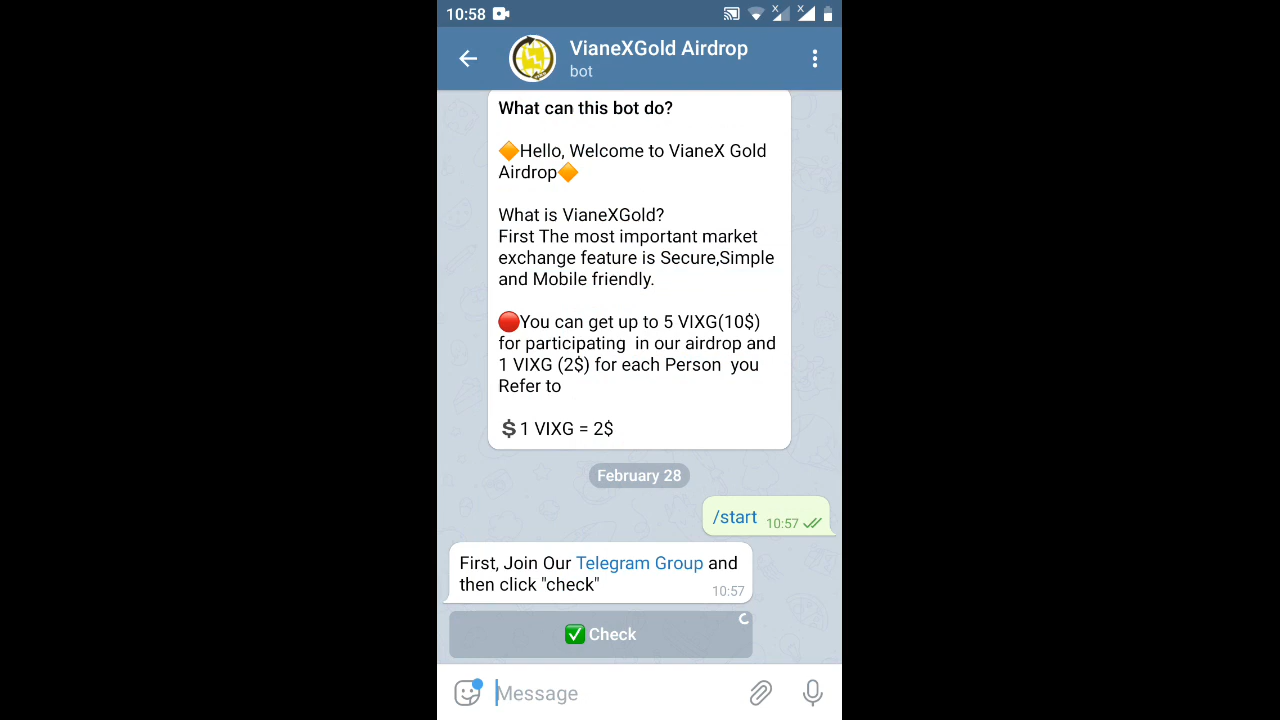 10:58
VianeXGold Airdrop
bot
What can this bot do?
🔶Hello, Welcome to VianeX Gold
Airdrop🔶
What is VianeXGold?
First The most important market
exchange feature is Secure,Simple
and Mobile friendly.
🔴You can get up to 5 VIXG(10$)
for participating  in our airdrop and
1 VIXG (2$) for each Person  you
Refer to
💲1 VIXG = 2$
February 28
/start 10:57
First, Join Our Telegram Group and
then click "check"
10:57
✅ Check
Message